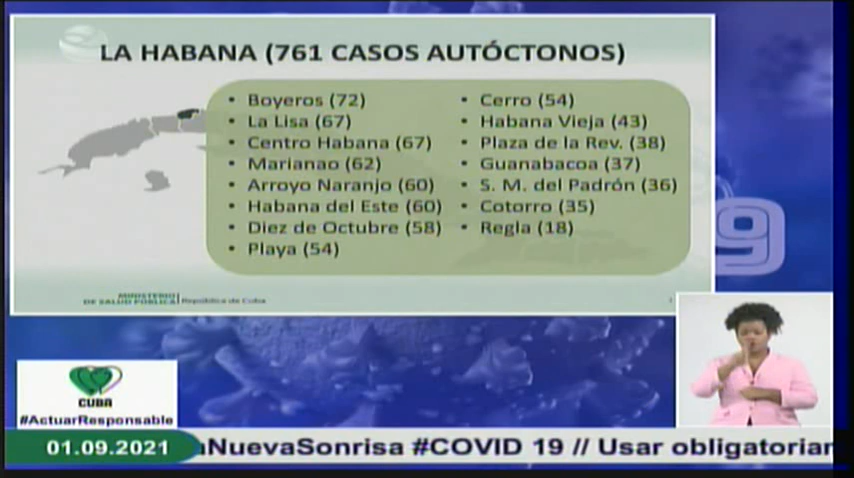 LA HABANA (761 CASOS AUTÓCTONOS)
• Boyeros (72)
• La Lisa (67)
• Centro Habana (67)
• Marianao (62)
• Arroyo Naranjo (60)
• Habana del Este (60)
• Diez de Octubre (58)
• Playa (54)
• Cerro (54)
• Habana Vieja (43)
• Plaza de la Rev. (38)
• Guanabacoa (37)
• S. M. del Padrón (36)
• Cotorro (35)
• Regla (18)
9
MINISTERIO
DE SALUD PÚBLICA
República de Cuba
CUBA
#ActuarResponsable
01.09.2021
aNuevaSonrisa #COVID 19 // Usar obligatorian